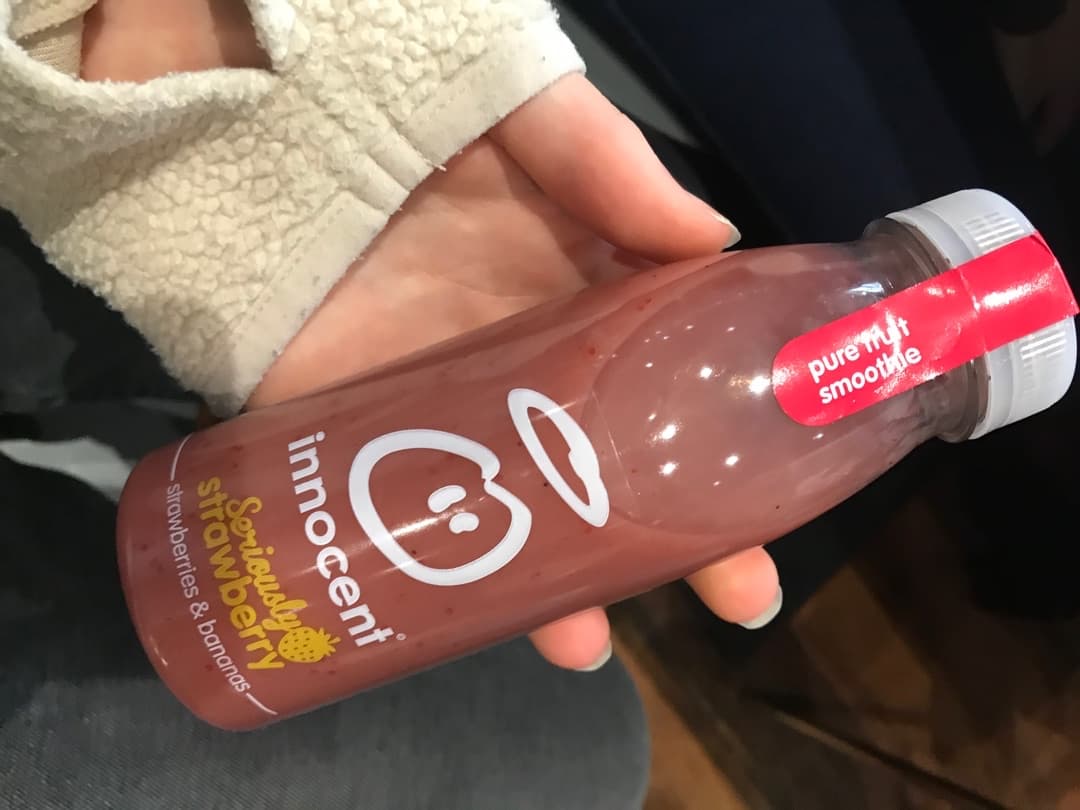 pure fruit
smoothie
innocent®
Seriously
strawberry
strawberries & bananas